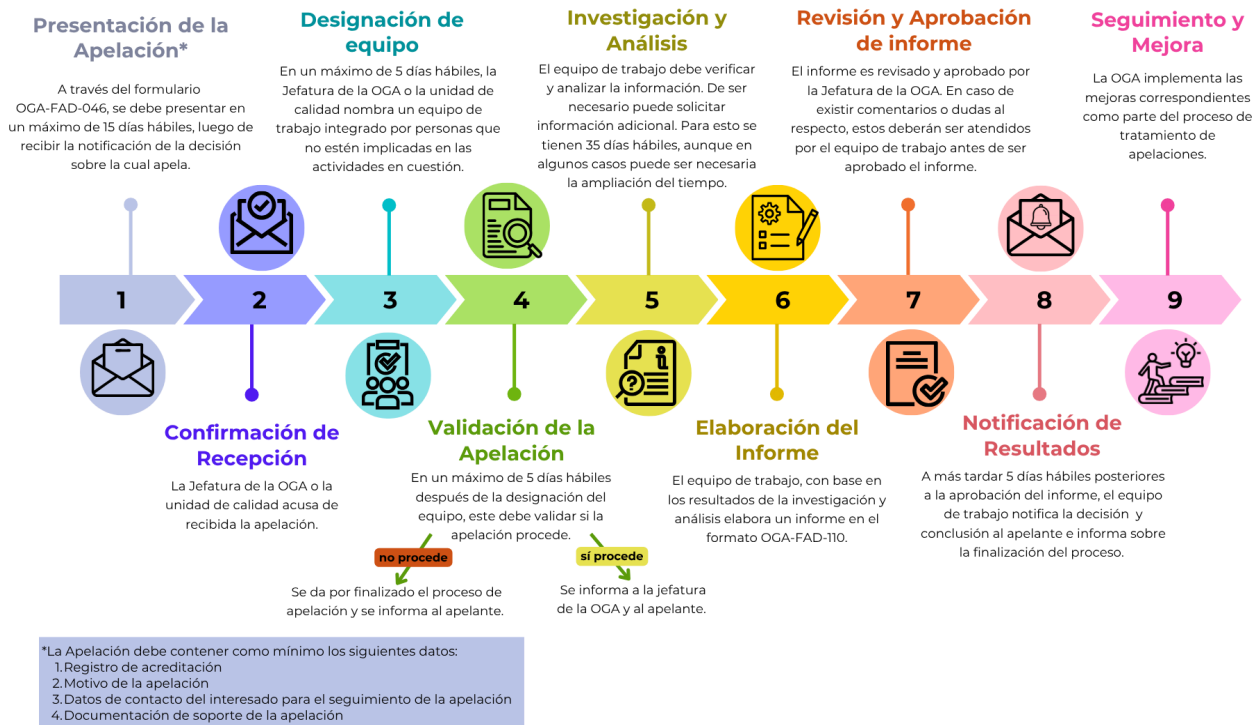 Presentación de la
Apelación*
A través del formulario
OGA-FAD-046, se debe presentar en
un máximo de 15 días hábiles, luego de
recibir la notificación de la decisión
sobre la cual apela.
Designación de
equipo
En un máximo de 5 días hábiles, la
Jefatura de la OGA o la unidad
de calidad nombra un equipo de
trabajo integrado por personas que
no estén implicadas en las
actividades en cuestión.
Investigación y
Análisis
El equipo de trabajo debe verificar
y analizar la información. De ser
necesario puede solicitar
información adicional. Para esto se
tienen 35 días hábiles, aunque en
algunos casos puede ser necesaria
la ampliación del tiempo.
Revisión y Aprobación
de informe
El informe es revisado y aprobado por
la Jefatura de la OGA. En caso de
existir comentarios o dudas al
respecto, estos deberán ser atendidos
por el equipo de trabajo antes de ser
aprobado el informe.
Seguimiento y
Mejora
La OGA implementa las
mejoras correspondientes
como parte del proceso de
tratamiento de
apelaciones.
1
2
3
4
5
6
7
8
9
Confirmación de
Recepción
La Jefatura de la OGA o la
unidad de calidad acusa de
recibida la apelación.
Validación de la
Apelación
En un máximo de 5 días hábiles
después de la designación del
equipo, este debe validar si la
apelación procede.
no procede
sí procede
Se da por finalizado el proceso de
apelación y se informa al apelante.
Se informa a la jefatura
de la OGA y al apelante.
Elaboración del
Informe
El equipo de trabajo, con base en
los resultados de la investigación y
análisis elabora un informe en el
formato OGA-FAD-110.
Notificación de
Resultados
A más tardar 5 días hábiles posteriores
a la aprobación del informe, el equipo
de trabajo notifica la decisión y
conclusión al apelante e informa sobre
la finalización del proceso.
*La Apelación debe contener como mínimo los siguientes datos:
1.Registro de acreditación
2.Motivo de la apelación
3.Datos de contacto del interesado para el seguimiento de la apelación
4.Documentación de soporte de la apelación